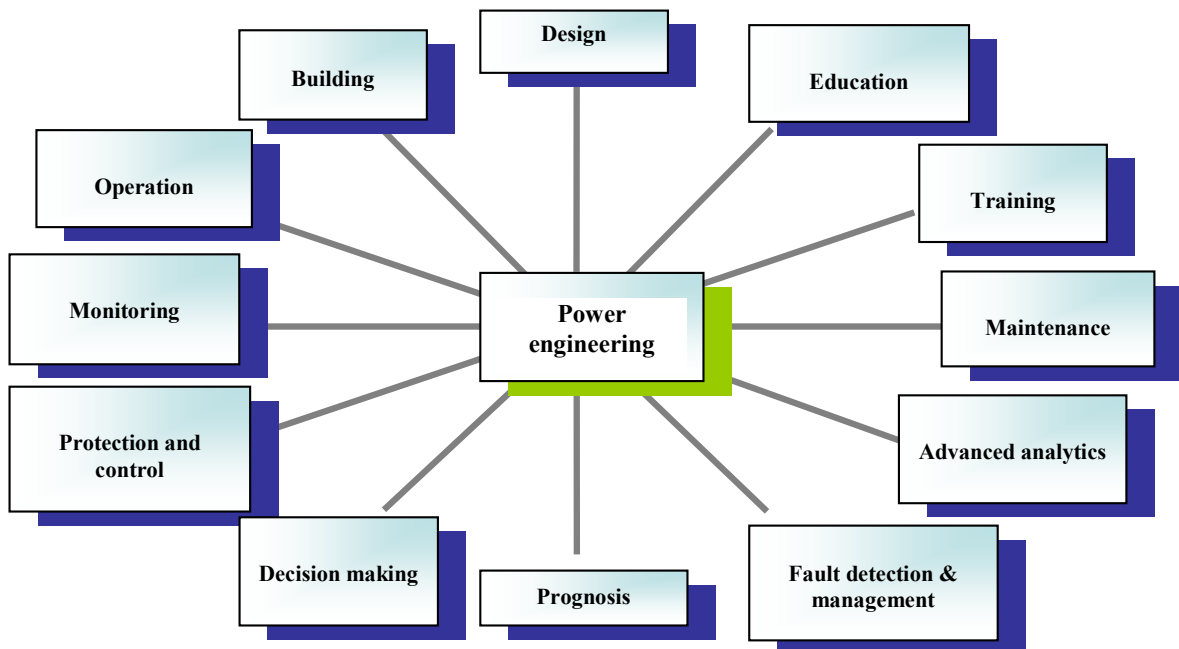 Design
Building
Education
Operation
Training
Monitoring
Power
engineering
Maintenance
Protection and
control
Advanced analytics
Decision making
Prognosis
Fault detection &
management